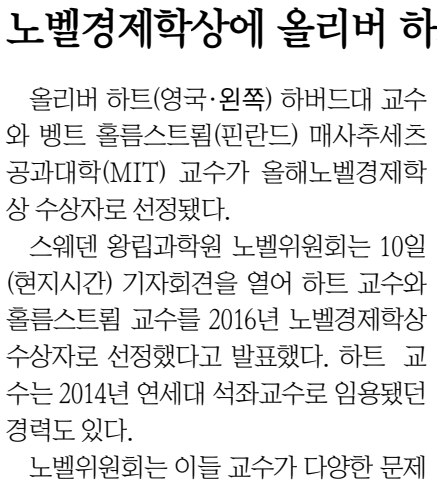 노벨경제학상에 올리버 하
올리버 하트(영국·왼쪽) 하버드대 교수
와 벵트 홀름스트룀(핀란드) 매사추세츠
공과대학(MIT) 교수가 올해노벨경제학
상 수상자로 선정됐다.
스웨덴 왕립과학원 노벨위원회는 10일
(현지시간) 기자회견을 열어 하트 교수와
홀름스트룀 교수를 2016년 노벨경제학상
수상자로 선정했다고 발표했다. 하트 교
수는 2014년 연세대 석좌교수로 임용됐던
경력도 있다.
노벨위원회는 이들 교수가 다양한 문제